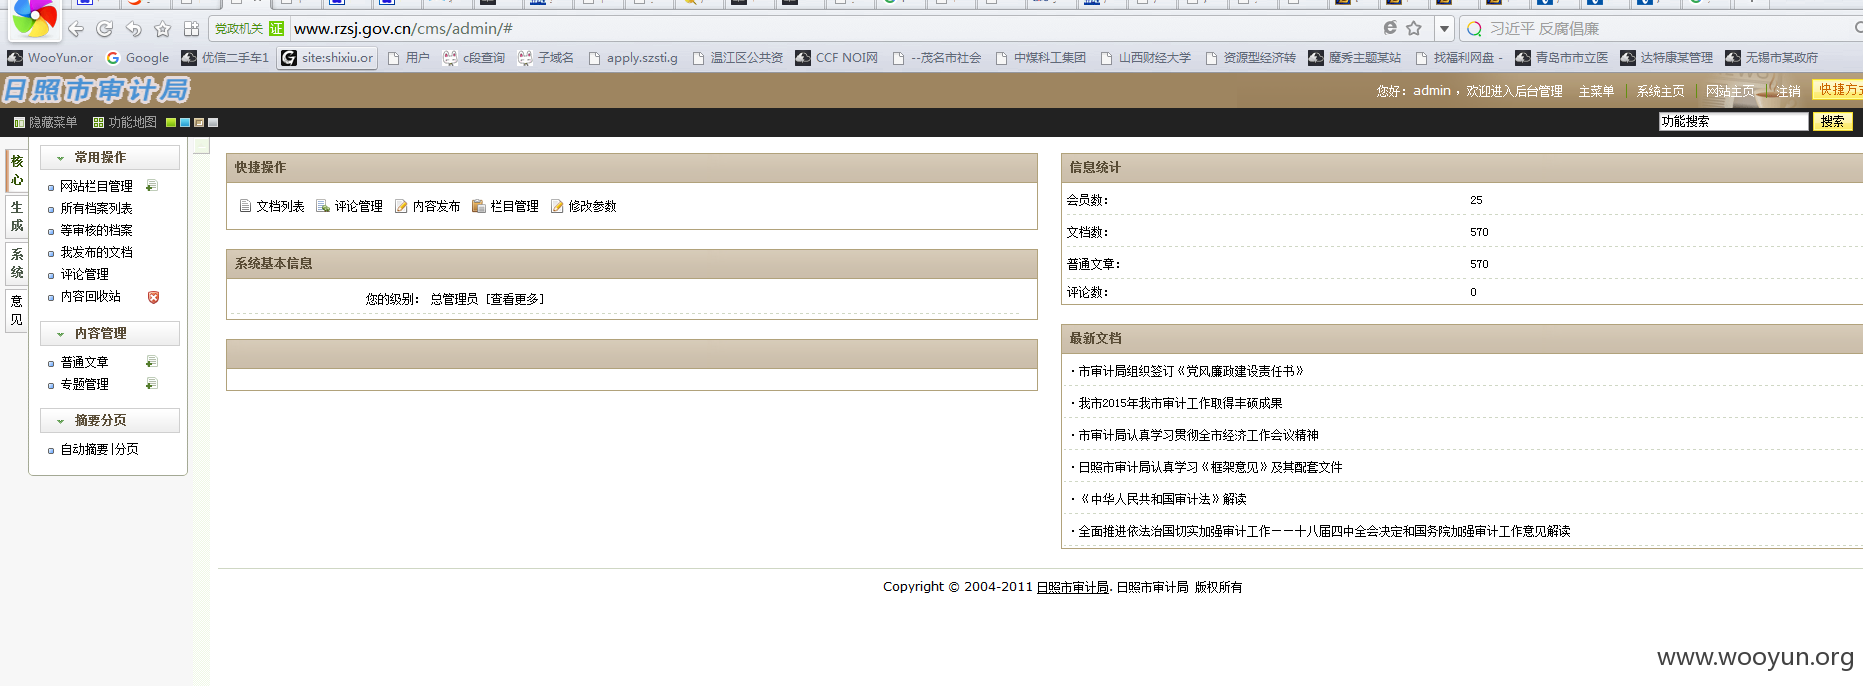 党政机关 证 www.rzsj.gov.cn/cms/admin/# 习近平 反腐倡廉
WooYun.or Google 优信二手车1 site:shixiu.or 用户 c段查询 子域名 apply.szsti.g 温江区公共资 CCF NOI网 --茂名市社会 中煤科工集团 山西财经大学 资源型经济转 魔秀主题某站 找福利网盘 - 青岛市市立医 达特康某管理 无锡市某政府
日照市审计局
您好：admin ，欢迎进入后台管理 主菜单 系统主页 网站主页 注销 快捷方式
隐藏菜单 功能地图
功能搜索 搜索
核心
生成
系统
意见
常用操作
网站栏目管理
所有档案列表
等审核的档案
我发布的文档
评论管理
内容回收站
内容管理
普通文章
专题管理
摘要分页
自动摘要|分页
快捷操作
文档列表 评论管理 内容发布 栏目管理 修改参数
系统基本信息
您的级别： 总管理员 [查看更多]
信息统计
会员数： 25
文档数： 570
普通文章： 570
评论数： 0
最新文档
·市审计局组织签订《党风廉政建设责任书》
·我市2015年我市审计工作取得丰硕成果
·市审计局认真学习贯彻全市经济工作会议精神
·日照市审计局认真学习《框架意见》及其配套文件
·《中华人民共和国审计法》解读
·全面推进依法治国切实加强审计工作－－十八届四中全会决定和国务院加强审计工作意见解读
Copyright © 2004-2011 日照市审计局. 日照市审计局 版权所有
www.wooyun.org